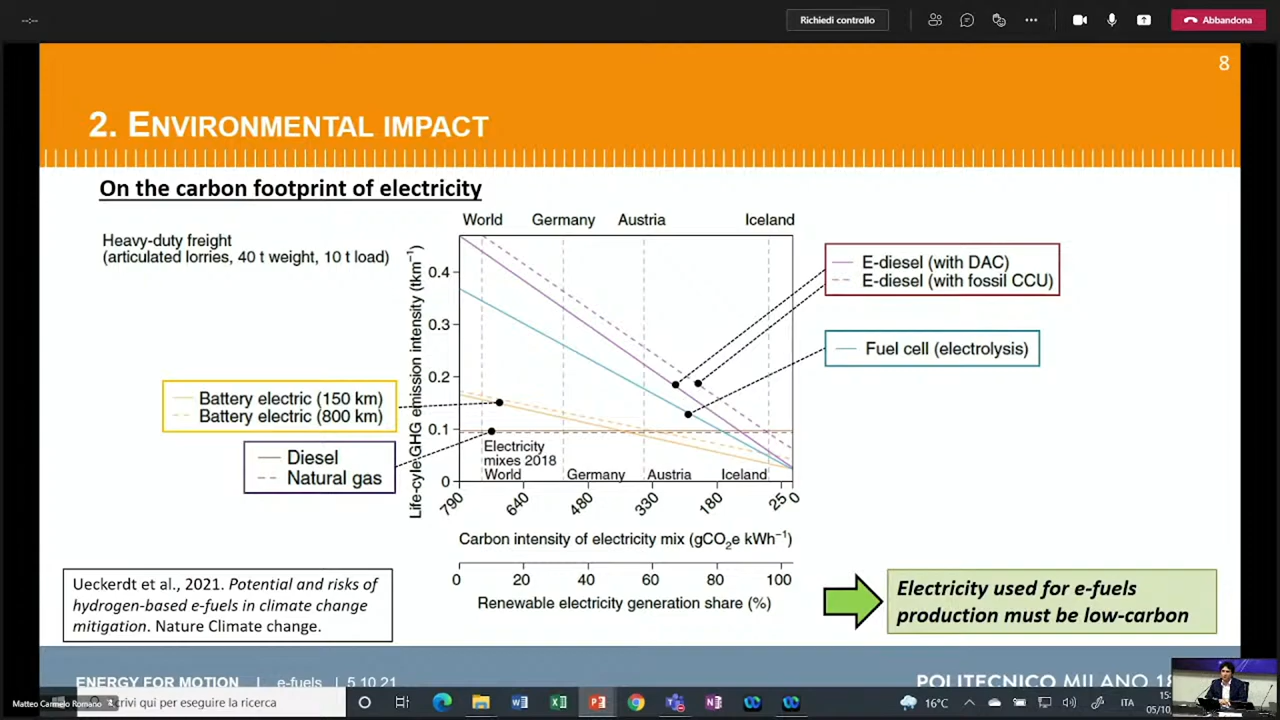 --:--
Richiedi controllo
Abbandona
8
2. ENVIRONMENTAL IMPACT
On the carbon footprint of electricity
Heavy-duty freight
(articulated lorries, 40 t weight, 10 t load)
World Germany Austria Iceland
Life-cyle GHG emission intensity (tkm⁻¹)
0.4
0.3
0.2
0.1
0
E-diesel (with DAC)
E-diesel (with fossil CCU)
Fuel cell (electrolysis)
Battery electric (150 km)
Battery electric (800 km)
Diesel
Natural gas
Electricity
mixes 2018
World Germany Austria Iceland
790 640 480 330 180 25 0
Carbon intensity of electricity mix (gCO₂e kWh⁻¹)
0 20 40 60 80 100
Renewable electricity generation share (%)
Ueckerdt et al., 2021. Potential and risks of
hydrogen-based e-fuels in climate change
mitigation. Nature Climate change.
Electricity used for e-fuels
production must be low-carbon
ENERGY FOR MOTION | e-fuels | 5.10.21
POLITECNICO MILANO 18
Matteo Carmelo Romano
crivi qui per eseguire la ricerca
16°C
ITA
15:
05/10